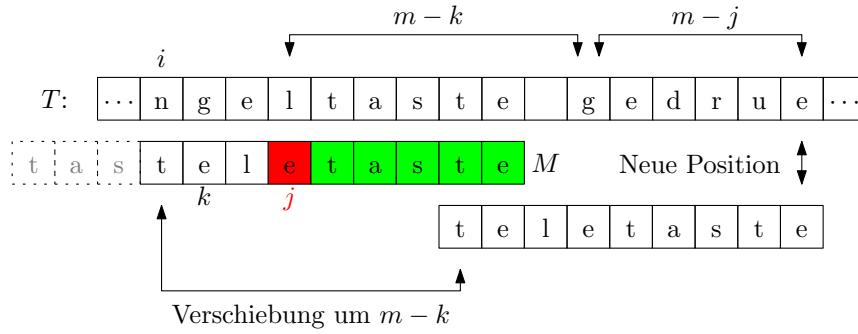 m − k m − j
i
T: ··· n g e l t a s t e g e d r u e ···
t a s t e l e t a s t e M Neue Position
k j
t e l e t a s t e
Verschiebung um m − k